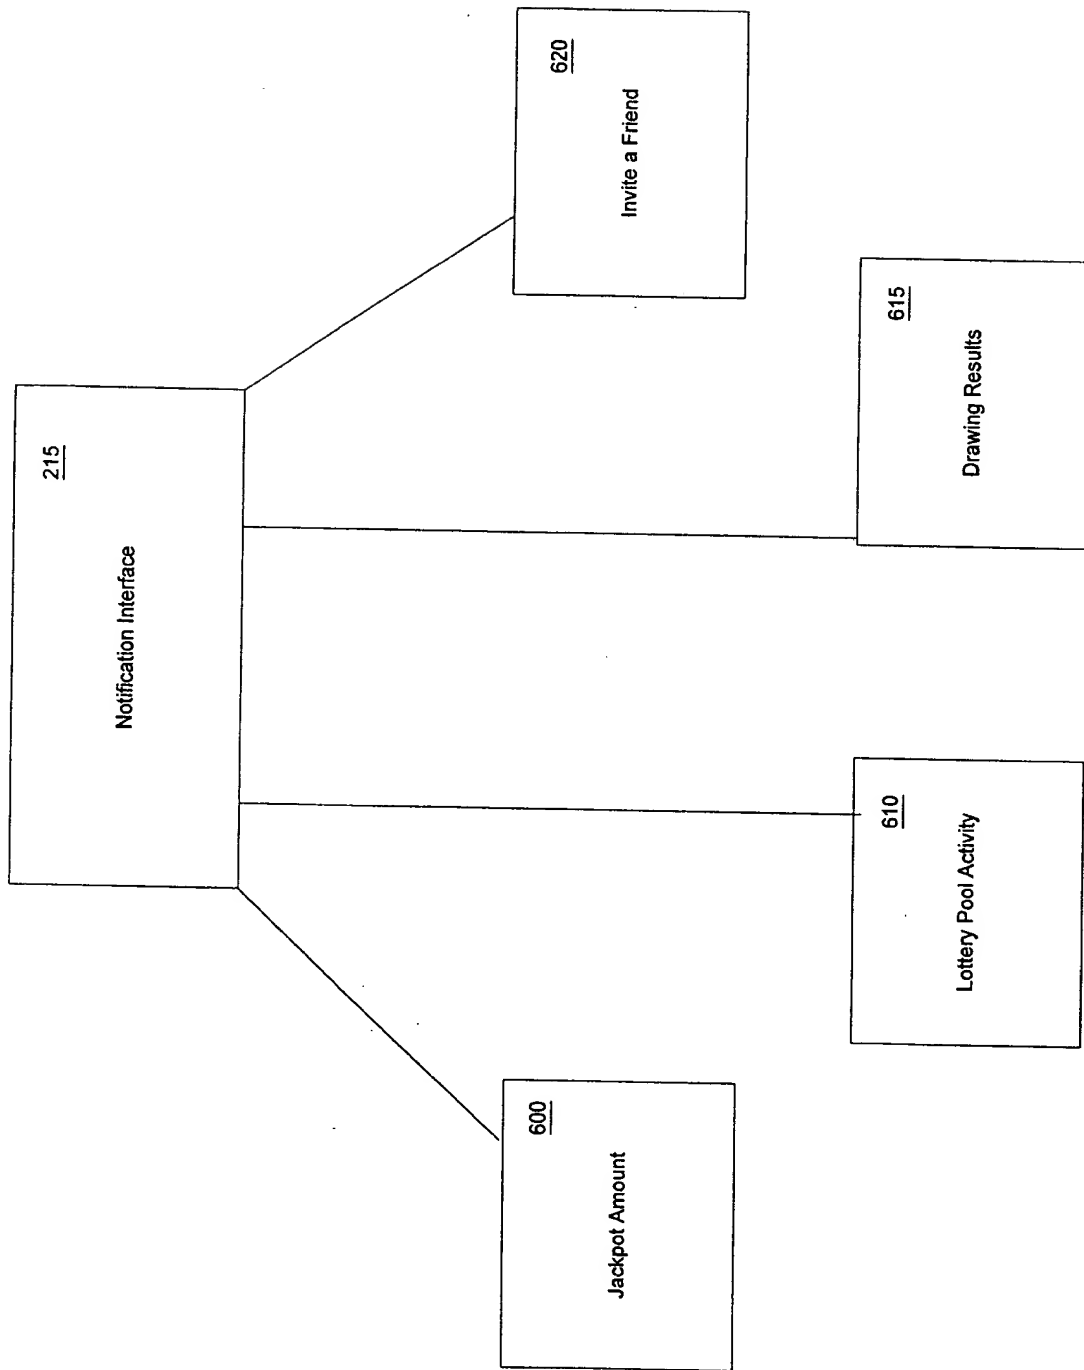 215
Notification Interface
600
Jackpot Amount
610
Lottery Pool Activity
615
Drawing Results
620
Invite a Friend